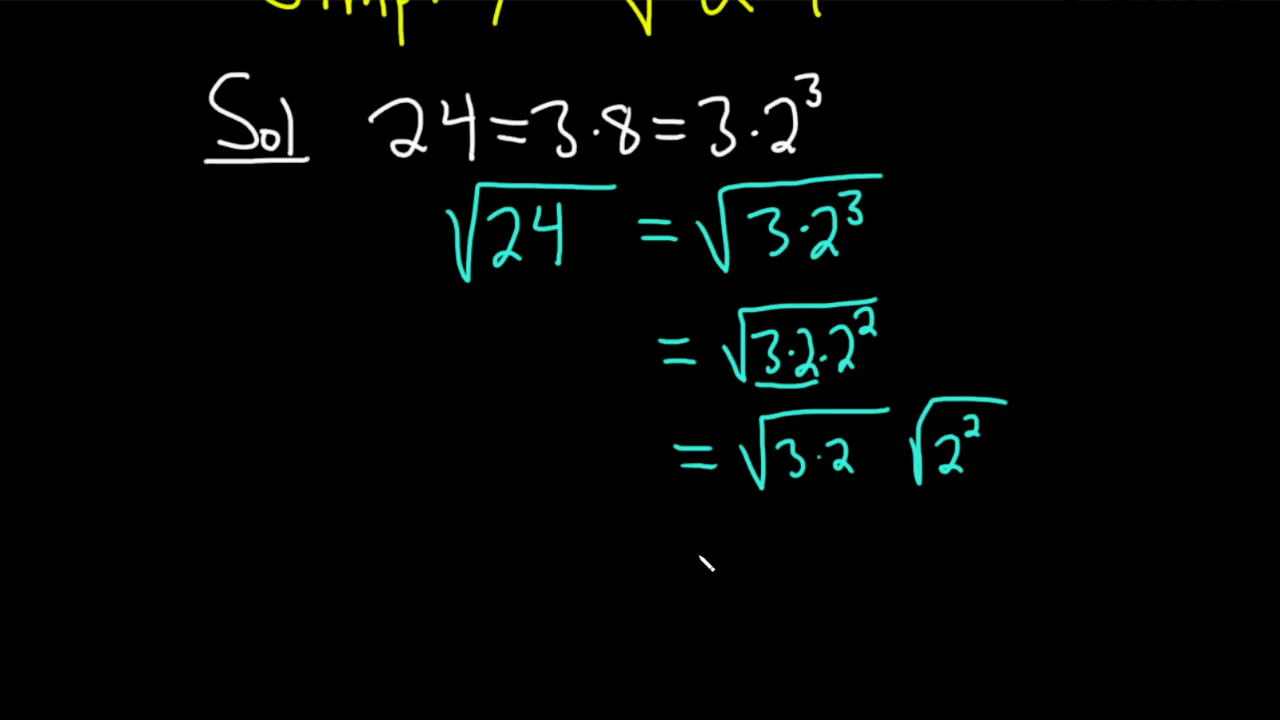 Sol 24=3·8=3·2³
√24 = √3·2³
= √3·2·2²
= √3·2 √2²